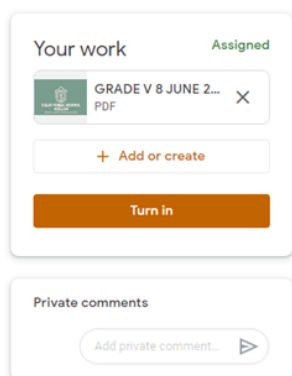 Your work
Assigned
GRADE V 8 JUNE 2...
PDF
+ Add or create
Turn in
Private comments
Add private comment...